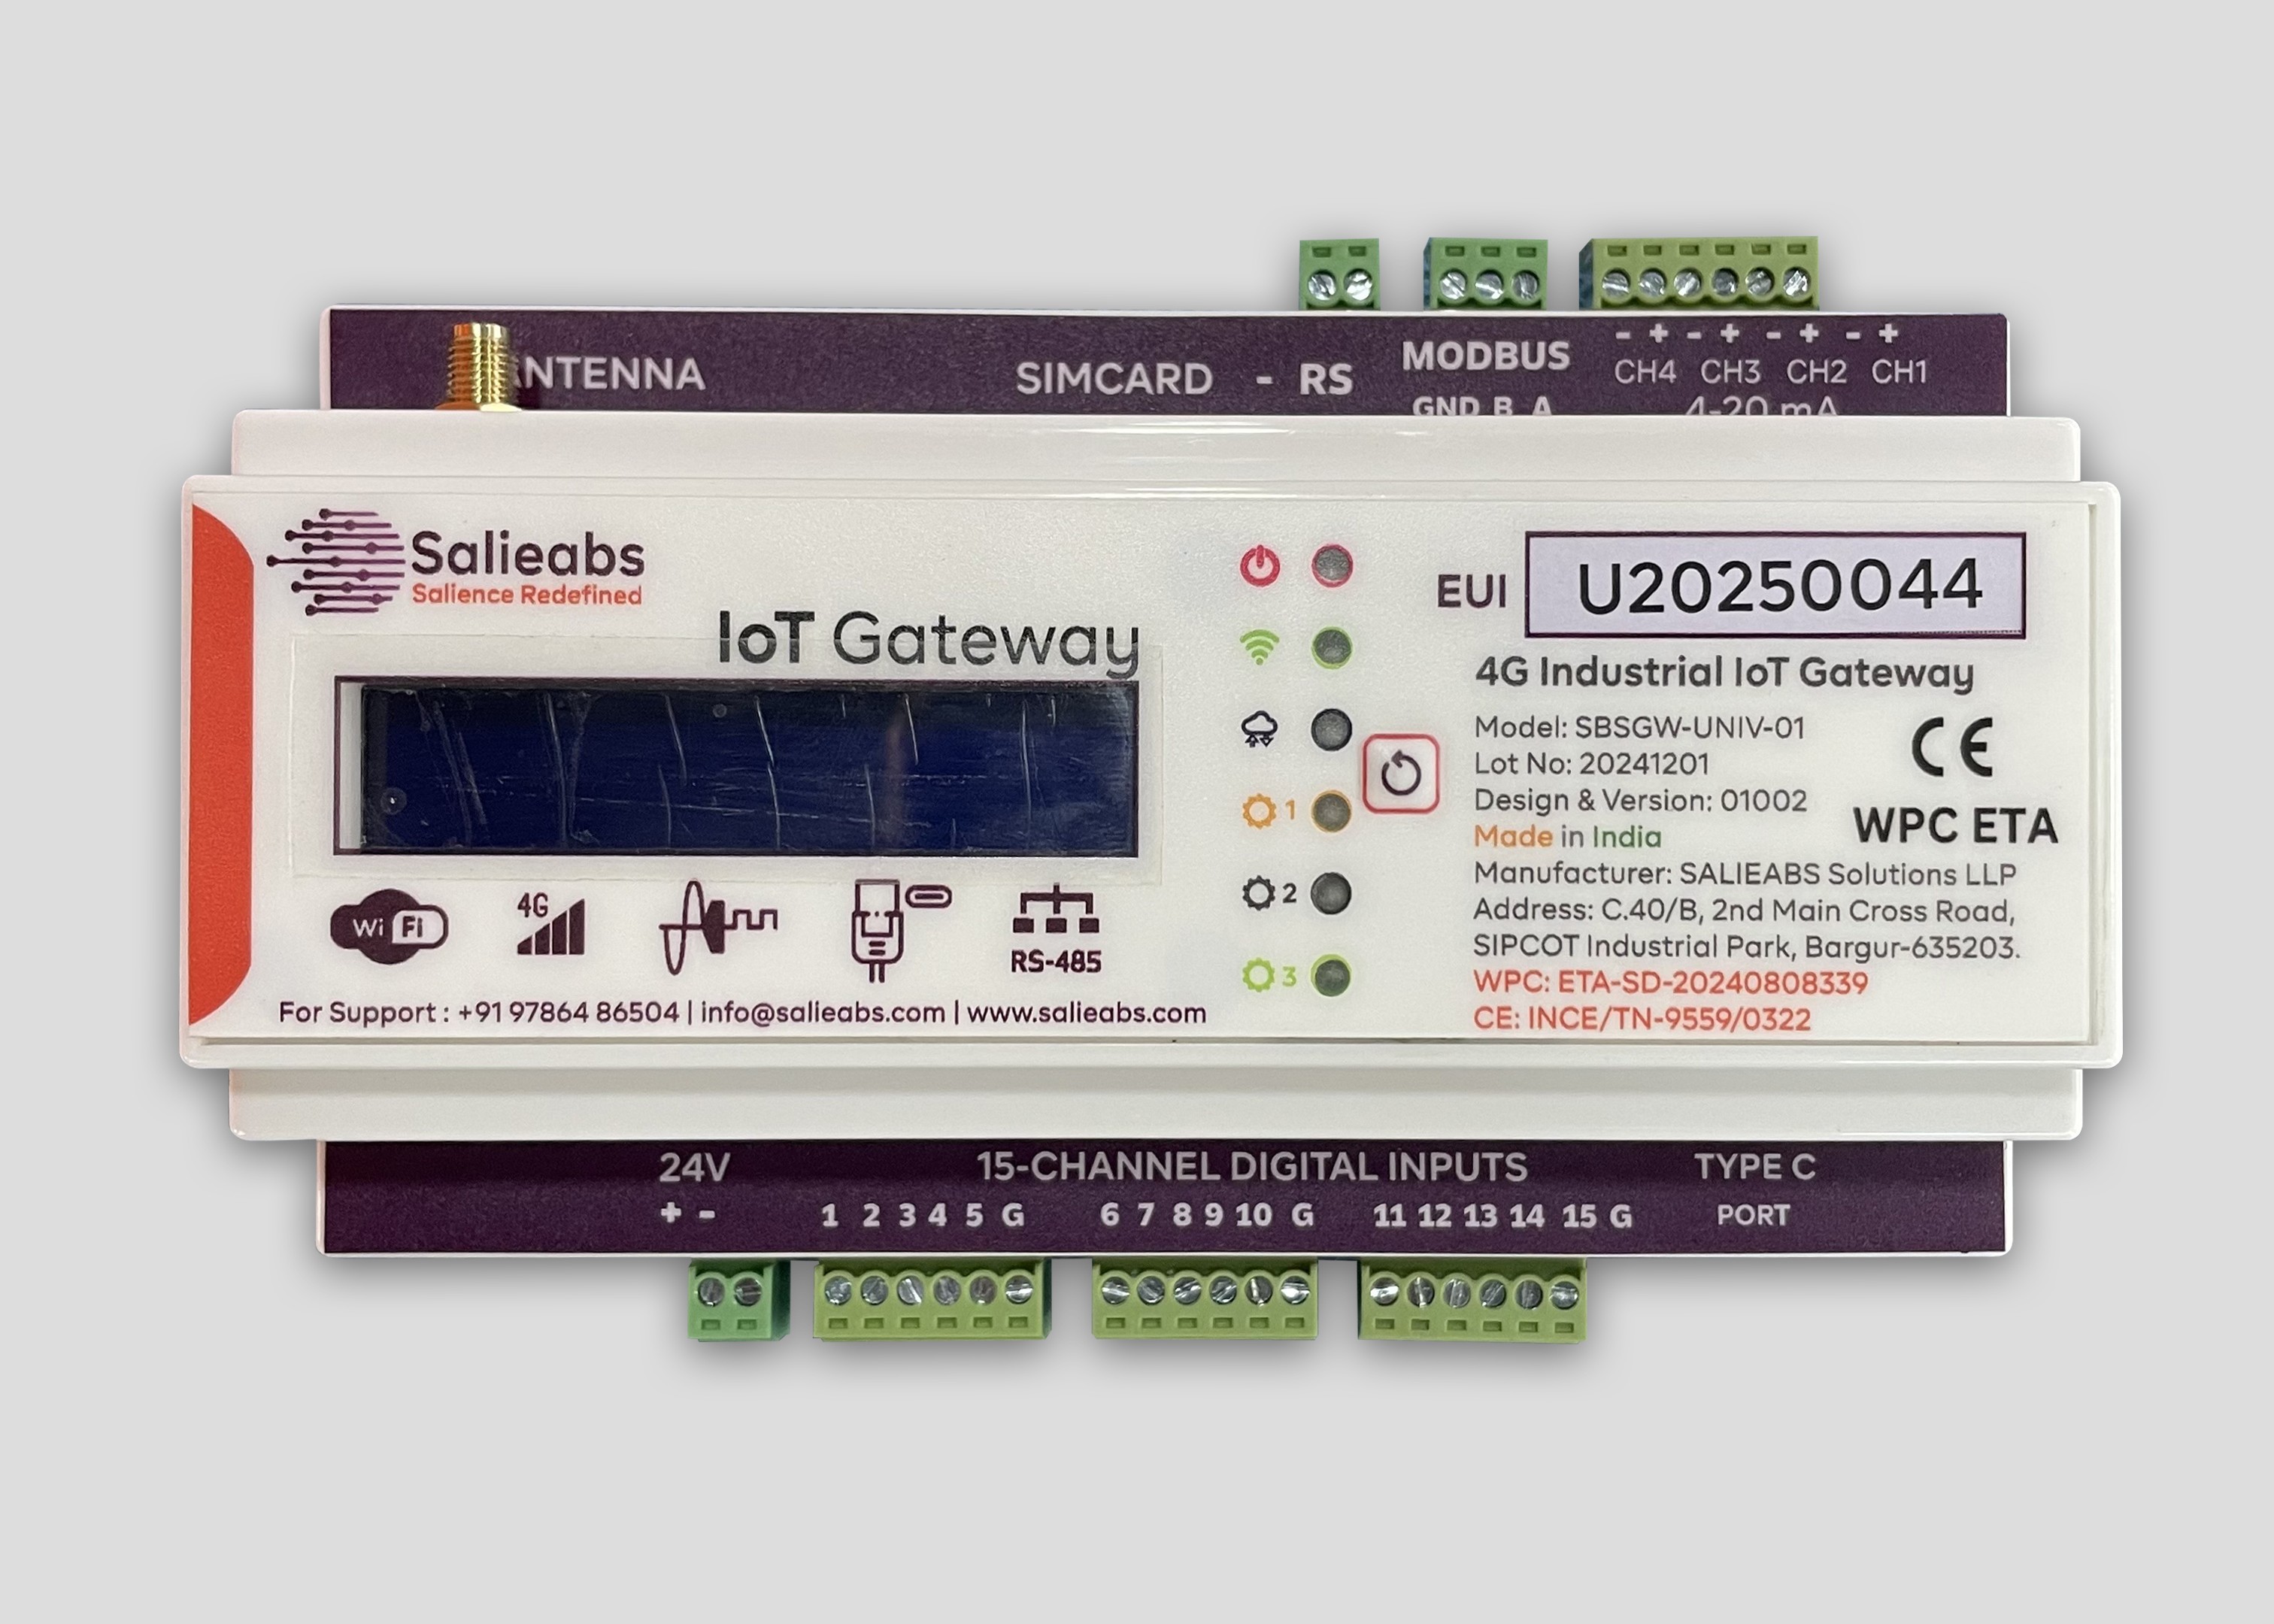 NTENNA
SIMCARD - RS
MODBUS
GND B A
- + - + - + - +
CH4 CH3 CH2 CH1
4-20 mA
Salieabs
Salience Redefined
IoT Gateway
WiFi
4G
RS-485
For Support : +91 97864 86504 | info@salieabs.com | www.salieabs.com
1
2
3
EUI U20250044
4G Industrial IoT Gateway
Model: SBSGW-UNIV-01
Lot No: 20241201
Design & Version: 01002
Made in India
CE
WPC ETA
Manufacturer: SALIEABS Solutions LLP
Address: C.40/B, 2nd Main Cross Road,
SIPCOT Industrial Park, Bargur-635203.
WPC: ETA-SD-20240808339
CE: INCE/TN-9559/0322
24V
+ -
15-CHANNEL DIGITAL INPUTS
1 2 3 4 5 G 6 7 8 9 10 G 11 12 13 14 15 G
TYPE C
PORT